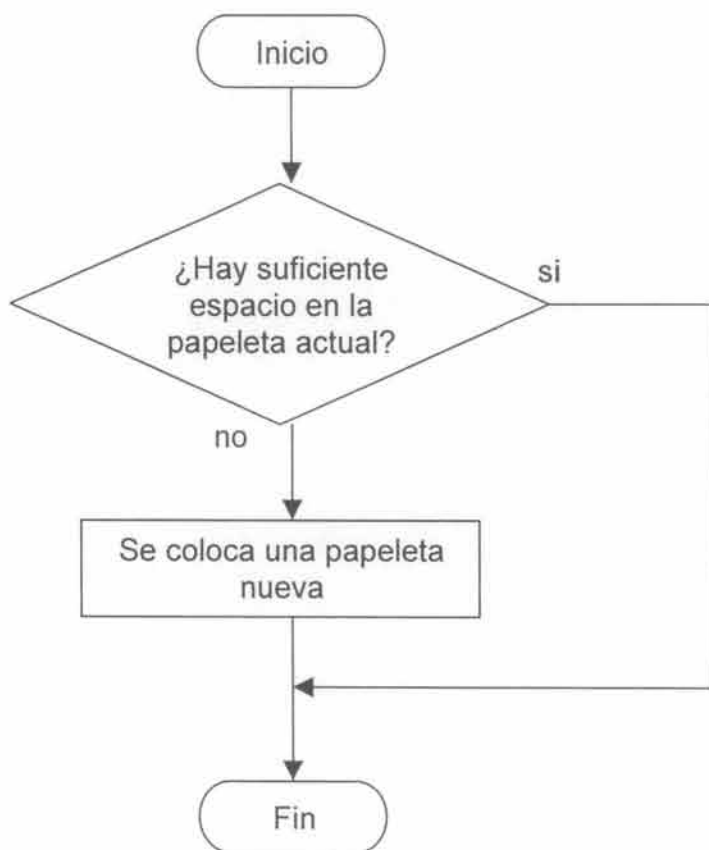 Inicio
¿Hay suficiente
espacio en la
papeleta actual?
si
no
Se coloca una papeleta
nueva
Fin